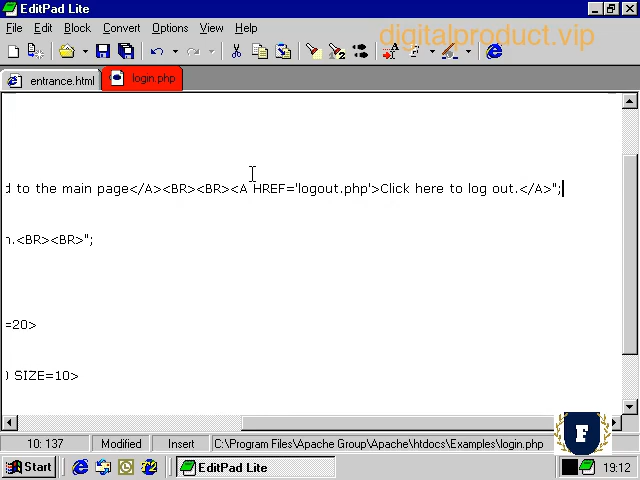 EditPad Lite
File Edit Block Convert Options View Help
digitalproduct.vip
entrance.html login.php
d to the main page</A><BR><BR><A HREF='logout.php'>Click here to log out.</A>";
n.<BR><BR>";
=20>
) SIZE=10>
F
10: 137 Modified Insert C:\Program Files\Apache Group\Apache\htdocs\Examples\login.php
Start EditPad Lite 19:12